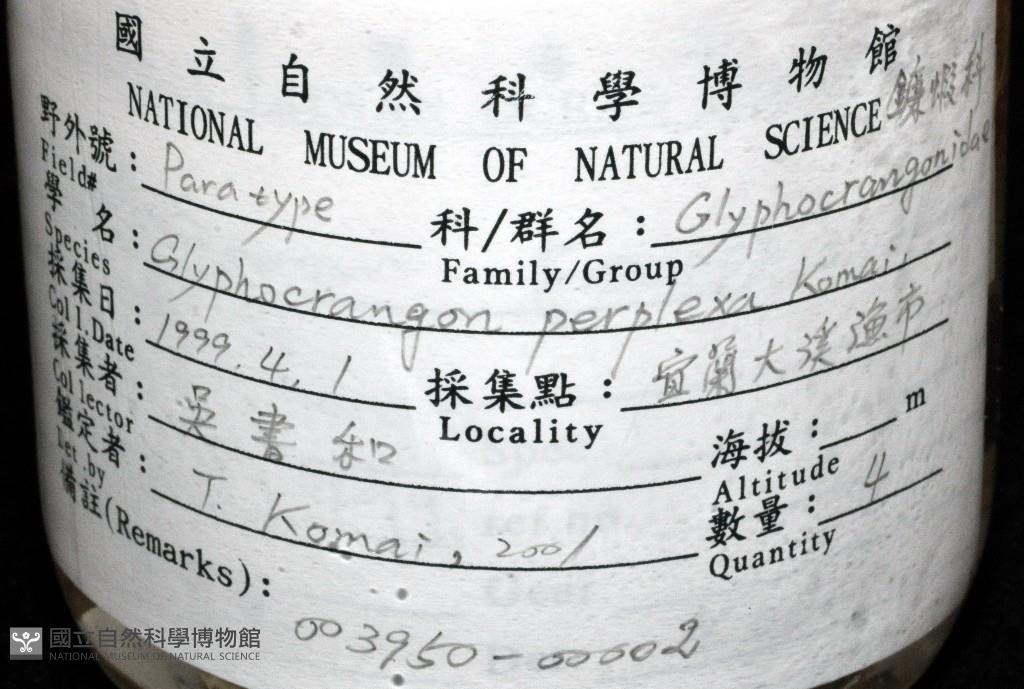 國立自然科學博物館
NATIONAL MUSEUM OF NATURAL SCIENCE
鐮蝦科
野外號：Paratype 科/群名：Glyphocrangonidae
Field# Family/Group
學 名：Glyphocrangon perplexa Komai.
Species
採集日：1999.4.1 採集點：宜蘭大溪漁市
Coll.Date Locality
採集者：吳書和 海拔：m
Collector Altitude
鑑定者：T. Komai, 2001 數量：4
Det.by Quantity
備註(Remarks):
003950-00002
國立自然科學博物館
NATIONAL MUSEUM OF NATURAL SCIENCE